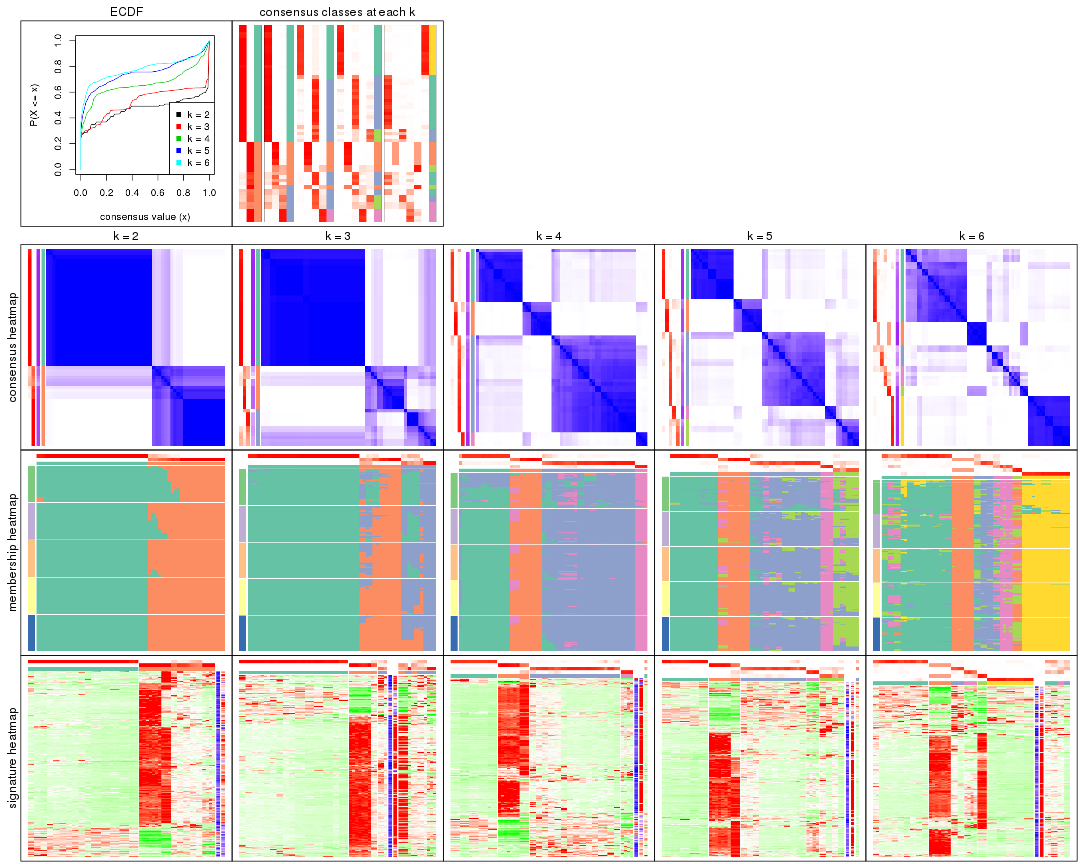 ECDF
consensus classes at each k
P(X <= x)
0.0 0.2 0.4 0.6 0.8 1.0
k = 2
k = 3
k = 4
k = 5
k = 6
0.0 0.2 0.4 0.6 0.8 1.0
consensus value (x)
k = 2
k = 3
k = 4
k = 5
k = 6
consensus heatmap
membership heatmap
signature heatmap